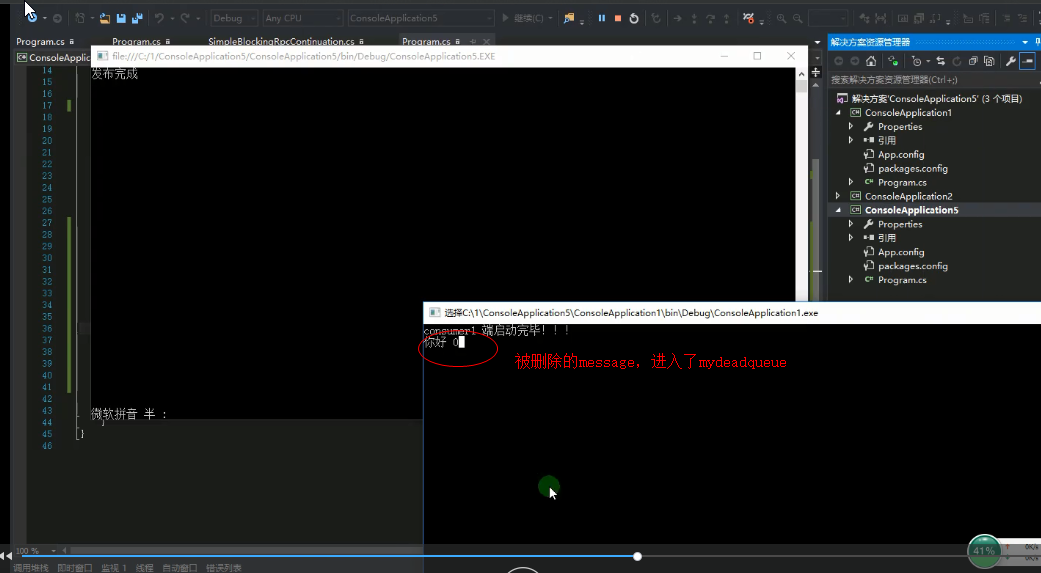 Debug Any CPU ConsoleApplication5 继续(C)
Program.cs Program.cs SimpleBlockingRpcContinuation.cs Program.cs
解决方案资源管理器
ConsoleApplic
file:///C:/1/ConsoleApplication5/ConsoleApplication5/bin/Debug/ConsoleApplication5.EXE
发布完成
搜索解决方案资源管理器(Ctrl+;)
解决方案'ConsoleApplication5' (3 个项目)
ConsoleApplication1
Properties
引用
App.config
packages.config
Program.cs
ConsoleApplication2
ConsoleApplication5
Properties
引用
App.config
packages.config
Program.cs
14
15
16
17
18
19
20
21
22
23
24
25
26
27
28
29
30
31
32
33
34
35
36
37
38
39
40
41
42
43
44
45
46
}
}
选择C:\1\ConsoleApplication5\ConsoleApplication1\bin\Debug\ConsoleApplication1.exe
consumer1 端启动完毕！！！
你好 0
被删除的message，进入了mydeadqueue
微软拼音 半 :
100 %
41%
0K/s
0K/s
调用堆栈 即时窗口 监视 1 线程 自动窗口 错误列表